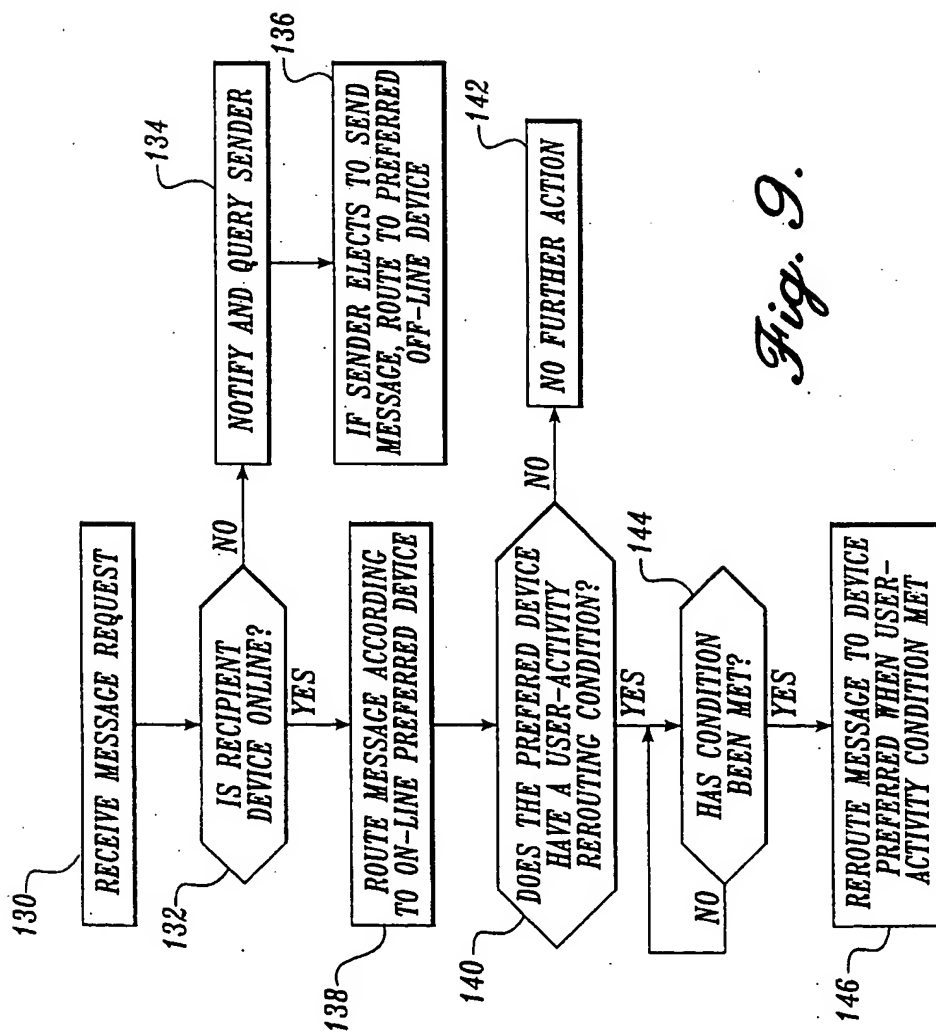 130
RECEIVE MESSAGE REQUEST
132
IS RECIPIENT
DEVICE ONLINE?
NO
YES
134
NOTIFY AND QUERY SENDER
136
IF SENDER ELECTS TO SEND
MESSAGE, ROUTE TO PREFERRED
OFF-LINE DEVICE
138
ROUTE MESSAGE ACCORDING
TO ON-LINE PREFERRED DEVICE
140
DOES THE PREFERRED DEVICE
HAVE A USER-ACTIVITY
REROUTING CONDITION?
NO
YES
142
NO FURTHER ACTION
144
HAS CONDITION
BEEN MET?
NO
YES
146
REROUTE MESSAGE TO DEVICE
PREFERRED WHEN USER-
ACTIVITY CONDITION MET
Fig. 9.